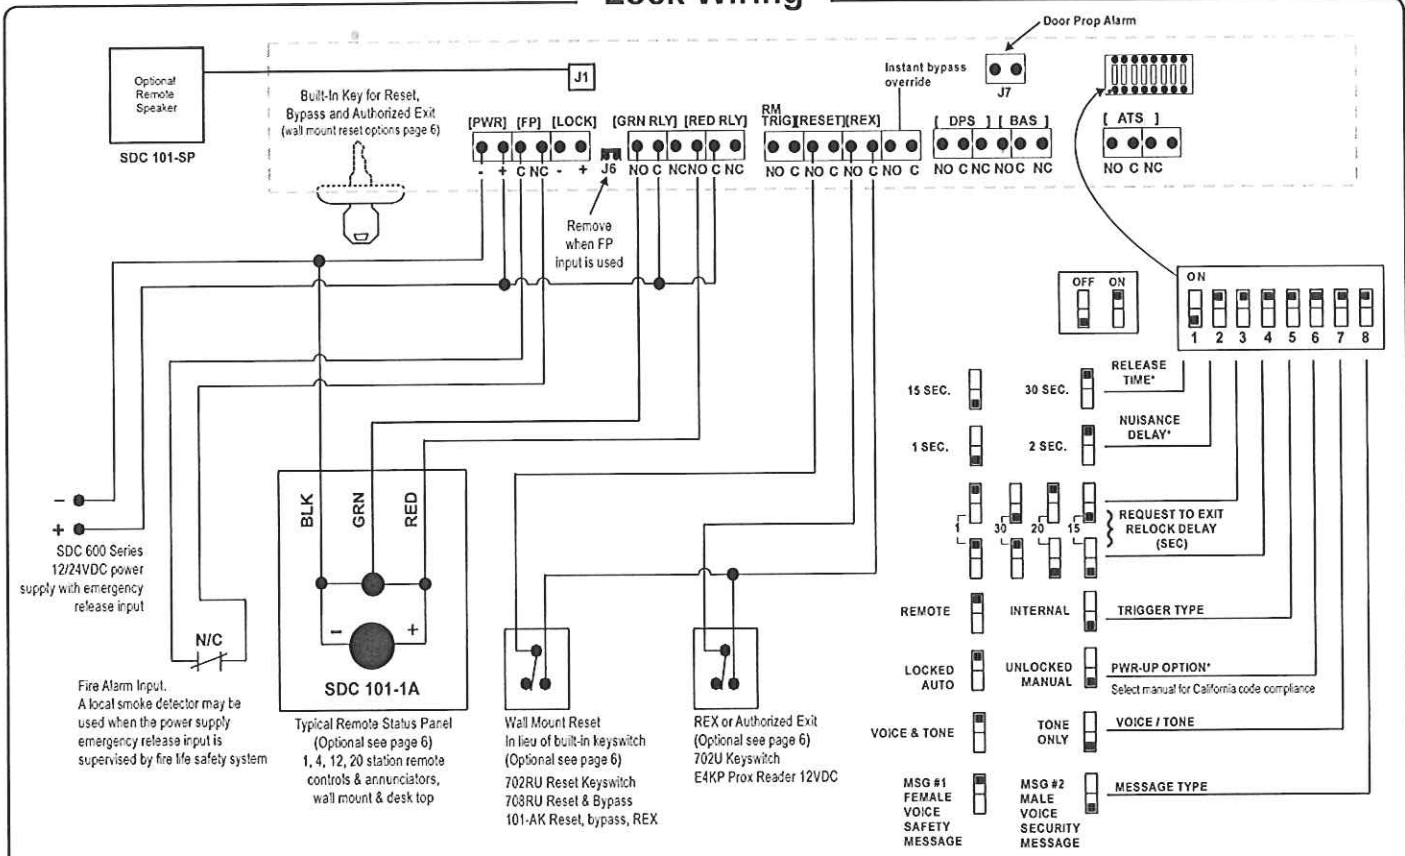 Lock Wiring
Door Prop Alarm
Optional
Remote
Speaker
SDC 101-SP
J1
Built-In Key for Reset,
Bypass and Authorized Exit
(wall mount reset options page 6)
Instant bypass
override
J7
[PWR] [FP] [LOCK] [GRN RLY] [RED RLY]
RM
TRIG][RESET][REX]
[ DPS ] [ BAS ]
[ ATS ]
- + C NC - + J6 NO C NC NO C NC
NO C NO C NO C NO C
NO C NC NO C NC
NO C NC
Remove
when FP
input is used
OFF ON
ON
1 2 3 4 5 6 7 8
15 SEC. 30 SEC. RELEASE
TIME*
1 SEC. 2 SEC. NUISANCE
DELAY*
1 30 20 15
REQUEST TO EXIT
RELOCK DELAY
(SEC)
REMOTE INTERNAL TRIGGER TYPE
LOCKED
AUTO
UNLOCKED
MANUAL
PWR-UP OPTION*
Select manual for California code compliance
VOICE & TONE
TONE
ONLY
VOICE / TONE
MSG #1
FEMALE
VOICE
SAFETY
MESSAGE
MSG #2
MALE
VOICE
SECURITY
MESSAGE
MESSAGE TYPE
-
+
SDC 600 Series
12/24VDC power
supply with emergency
release input
N/C
Fire Alarm Input.
A local smoke detector may be
used when the power supply
emergency release input is
supervised by fire life safety system
BLK
GRN
RED
- +
SDC 101-1A
Typical Remote Status Panel
(Optional see page 6)
1, 4, 12, 20 station remote
controls & annunciators,
wall mount & desk top
Wall Mount Reset
In lieu of built-in keyswitch
(Optional see page 6)
702RU Reset Keyswitch
708RU Reset & Bypass
101-AK Reset, bypass, REX
REX or Authorized Exit
(Optional see page 6)
702U Keyswitch
E4KP Prox Reader 12VDC